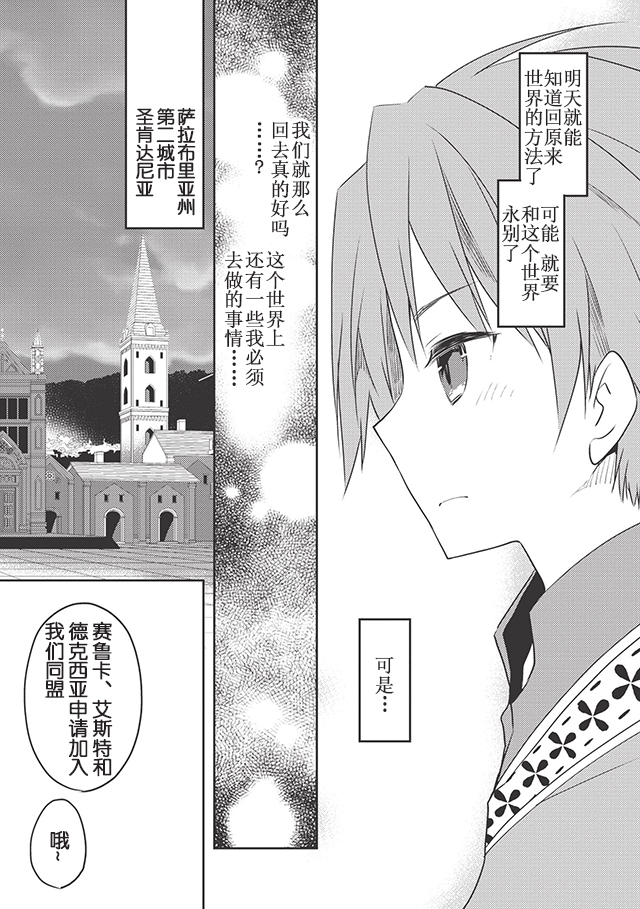 明天就能
知道回原来
世界的方法了
可能 就要
和这个世界
永别了
可是…
我们就那么
回去真的好吗
……？
这个世界上
还有一些我必须
去做的事情……
萨拉布里亚州
第二城市
圣肯达尼亚
赛鲁卡、艾斯特和
德克西亚申请加入
我们同盟
哦~